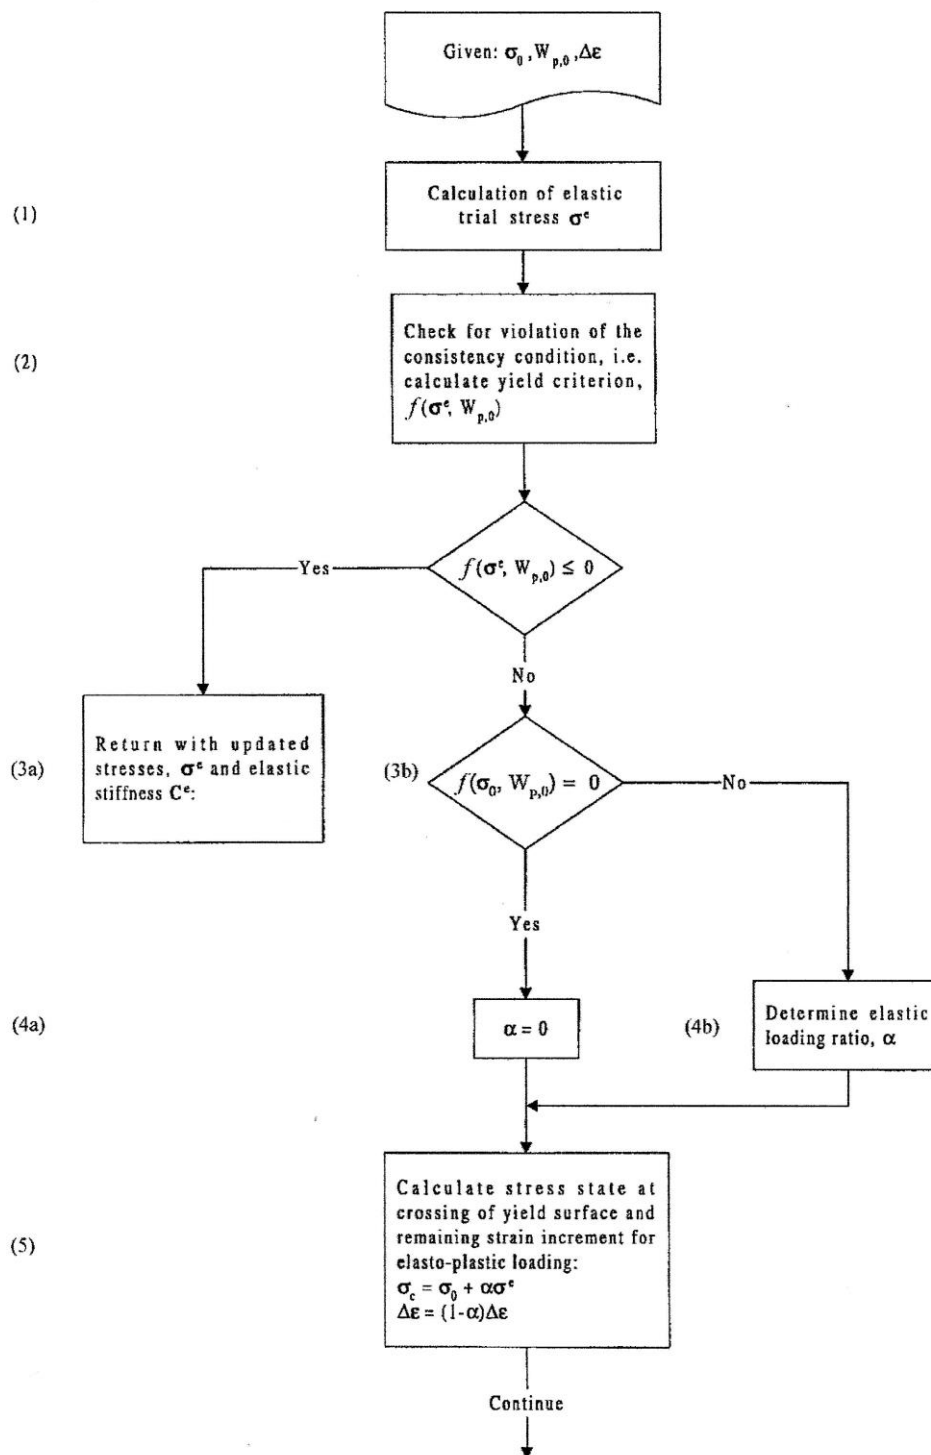 Given: σ₀, W_p,0, Δε
(1)
Calculation of elastic
trial stress σᵉ
(2)
Check for violation of the
consistency condition, i.e.
calculate yield criterion,
f(σᵉ, W_p,0)
f(σᵉ, W_p,0) ≤ 0
Yes
No
(3a)
Return with updated
stresses, σᵉ and elastic
stiffness Cᵉ:
(3b)
f(σ₀, W_p,0) = 0
No
Yes
(4a)
α = 0
(4b)
Determine elastic
loading ratio, α
(5)
Calculate stress state at
crossing of yield surface and
remaining strain increment for
elasto-plastic loading:
σ_c = σ₀ + ασᵉ
Δε = (1-α)Δε
Continue